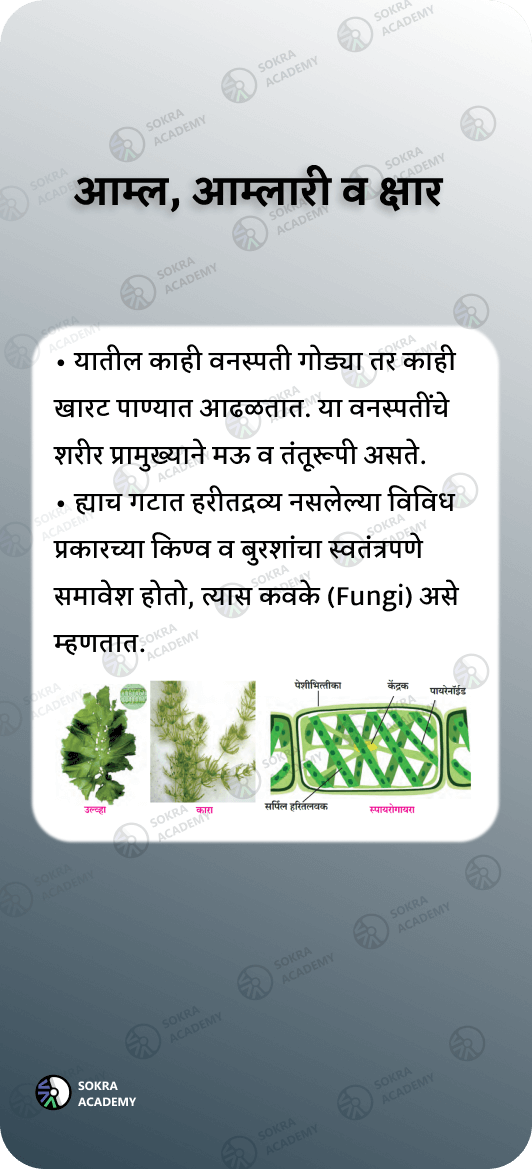 आम्ल, आम्लारी व क्षार
• यातील काही वनस्पती गोड्या तर काही
खारट पाण्यात आढळतात. या वनस्पतींचे
शरीर प्रामुख्याने मऊ व तंतूरूपी असते.
• ह्याच गटात हरीतद्रव्य नसलेल्या विविध
प्रकारच्या किण्व व बुरशांचा स्वतंत्रपणे
समावेश होतो, त्यास कवके (Fungi) असे
म्हणतात.
पेशीभित्तीका
केंद्रक
पायरेनॉईड
सर्पिल हरितलवक
उल्व्हा
कारा
स्पायरोगायरा
SOKRA
ACADEMY